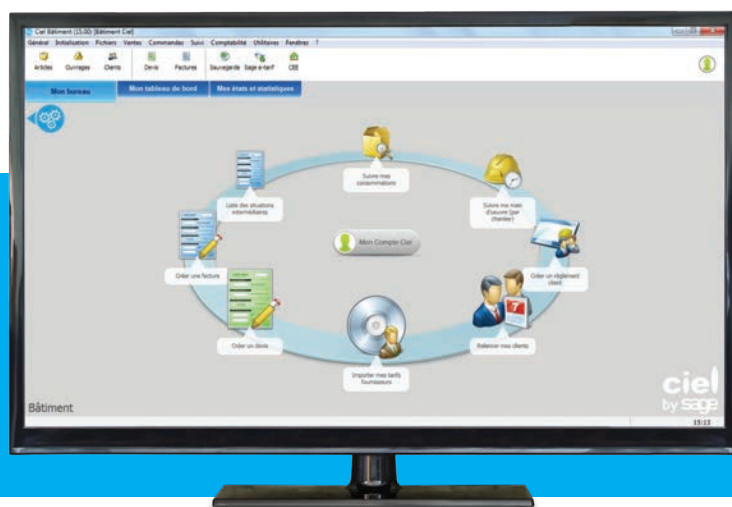 Ciel Bâtiment (15.00) [Bâtiment Ciel]
Général Initialisation Fichiers Ventes Commandes Suivi Comptabilité Utilitaires Fenêtres ?
Articles Ouvrages Clients Devis Factures Sauvegarde Sage e-tarif CEE
Mon bureau Mon tableau de bord Mes états et statistiques
Suivre mes
consommations
Liste des situations
intermédiaires
Suivre ma main
d'oeuvre (par
chantier)
Mon Compte Ciel
Créer une facture
Créer un règlement
client
7
Créer un devis
Relancer mes clients
Importer mes tarifs
fournisseurs
ciel
by sage
Bâtiment
15:13